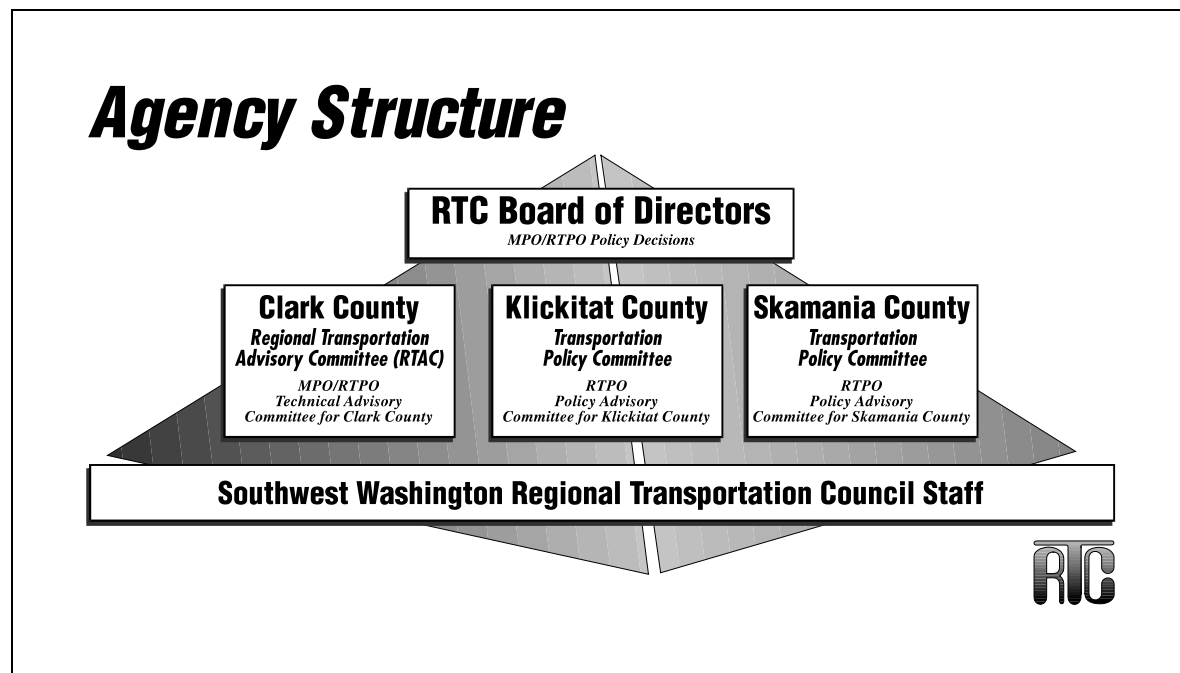 Agency Structure
RTC Board of Directors
MPO/RTPO Policy Decisions
Clark County
Regional Transportation
Advisory Committee (RTAC)
MPO/RTPO
Technical Advisory
Committee for Clark County
Klickitat County
Transportation
Policy Committee
RTPO
Policy Advisory
Committee for Klickitat County
Skamania County
Transportation
Policy Committee
RTPO
Policy Advisory
Committee for Skamania County
Southwest Washington Regional Transportation Council Staff
RTC